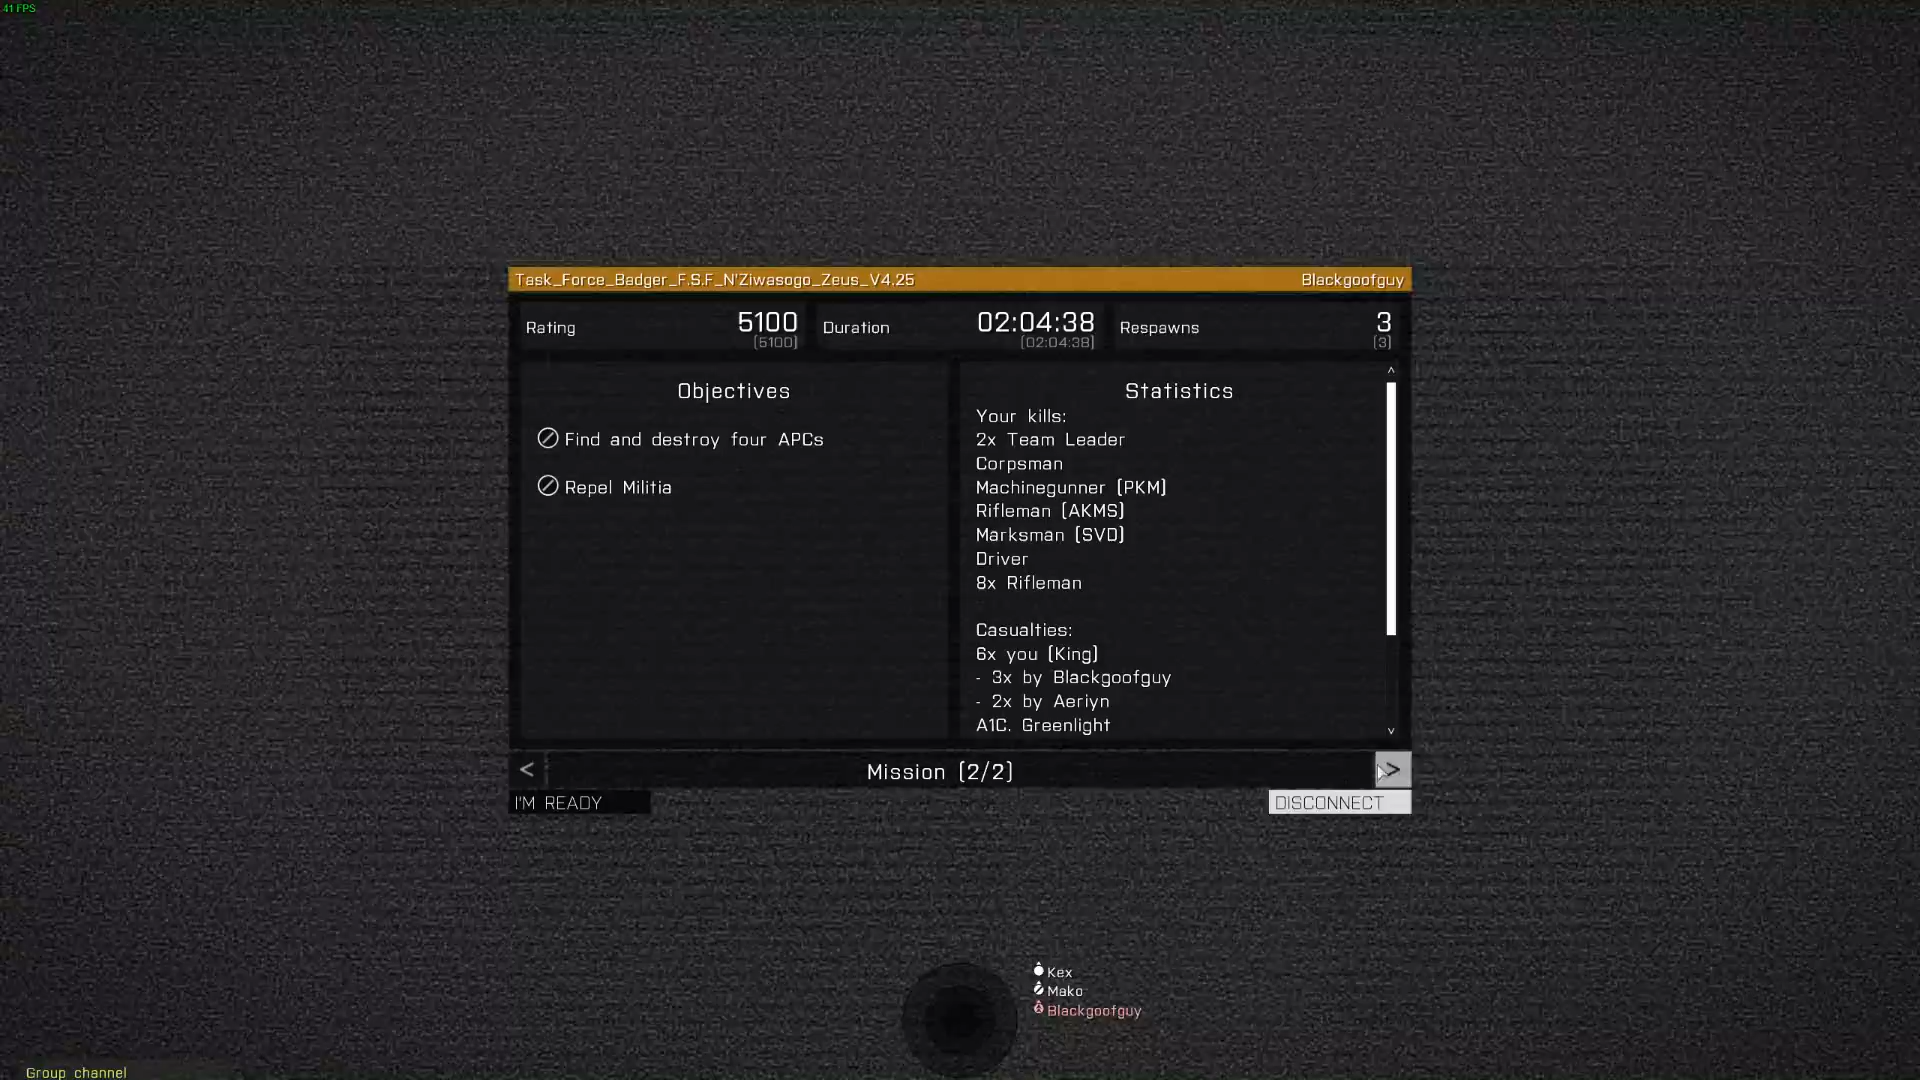 41 FPS
Task_Force_Badger_F.S.F_N'Ziwasogo_Zeus_V4.25 Blackgoofguy
Rating 5100 (5100) Duration 02:04:38 (02:04:38) Respawns 3 (3)
Objectives
Find and destroy four APCs
Repel Militia
Statistics
Your kills:
2x Team Leader
Corpsman
Machinegunner (PKM)
Rifleman (AKMS)
Marksman (SVD)
Driver
8x Rifleman
Casualties:
6x you (King)
- 3x by Blackgoofguy
- 2x by Aeriyn
A1C. Greenlight
< Mission (2/2) >
I'M READY DISCONNECT
Kex
Mako
Blackgoofguy
Group channel